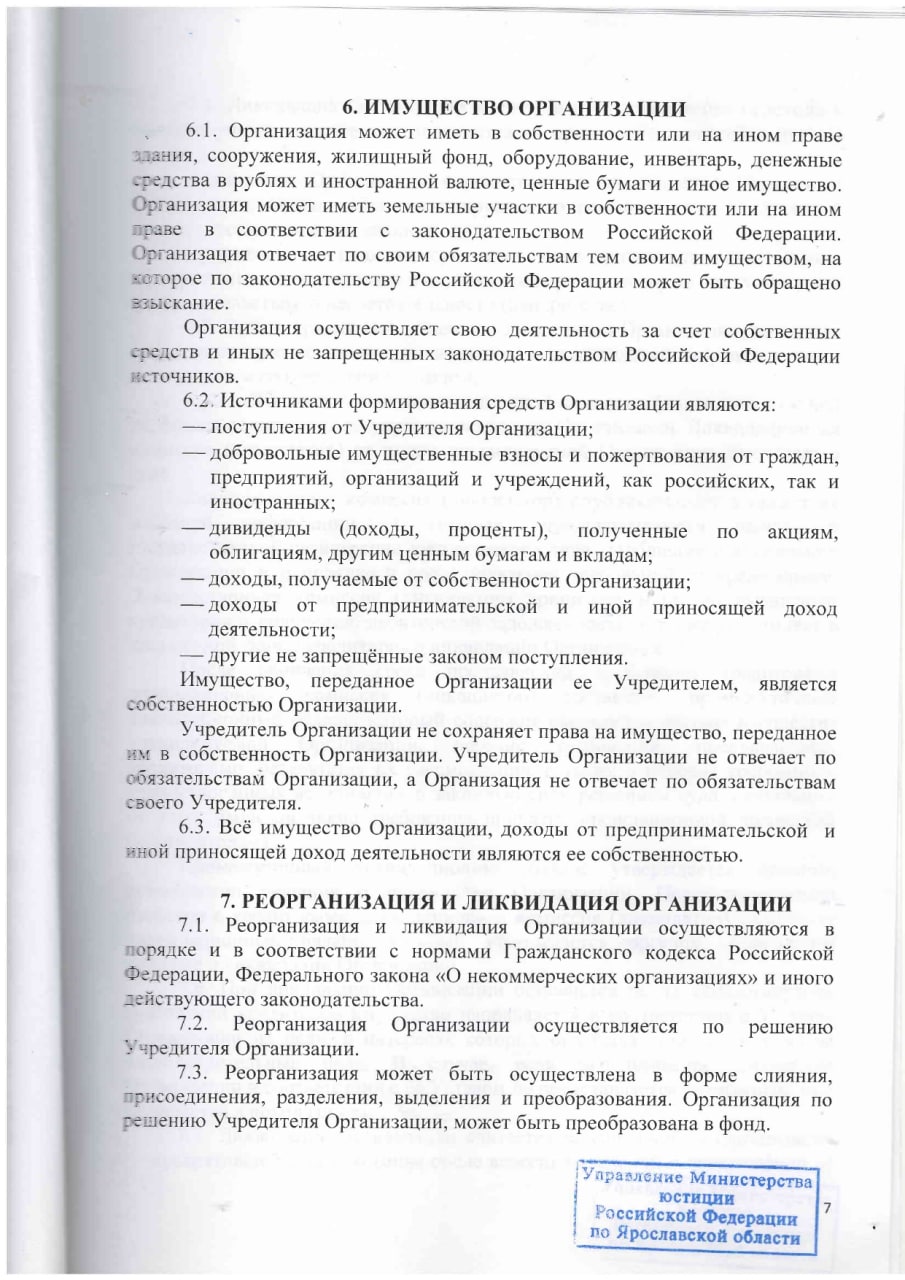 6. ИМУЩЕСТВО ОРГАНИЗАЦИИ
6.1. Организация может иметь в собственности или на ином праве
здания, сооружения, жилищный фонд, оборудование, инвентарь, денежные
средства в рублях и иностранной валюте, ценные бумаги и иное имущество.
Организация может иметь земельные участки в собственности или на ином
праве в соответствии с законодательством Российской Федерации.
Организация отвечает по своим обязательствам тем своим имуществом, на
которое по законодательству Российской Федерации может быть обращено
взыскание.
Организация осуществляет свою деятельность за счет собственных
средств и иных не запрещенных законодательством Российской Федерации
источников.
6.2. Источниками формирования средств Организации являются:
— поступления от Учредителя Организации;
— добровольные имущественные взносы и пожертвования от граждан,
предприятий, организаций и учреждений, как российских, так и
иностранных;
— дивиденды (доходы, проценты), полученные по акциям,
облигациям, другим ценным бумагам и вкладам;
— доходы, получаемые от собственности Организации;
— доходы от предпринимательской и иной приносящей доход
деятельности;
— другие не запрещённые законом поступления.
Имущество, переданное Организации ее Учредителем, является
собственностью Организации.
Учредитель Организации не сохраняет права на имущество, переданное
им в собственность Организации. Учредитель Организации не отвечает по
обязательствам Организации, а Организация не отвечает по обязательствам
своего Учредителя.
6.3. Всё имущество Организации, доходы от предпринимательской и
иной приносящей доход деятельности являются ее собственностью.
7. РЕОРГАНИЗАЦИЯ И ЛИКВИДАЦИЯ ОРГАНИЗАЦИИ
7.1. Реорганизация и ликвидация Организации осуществляются в
порядке и в соответствии с нормами Гражданского кодекса Российской
Федерации, Федерального закона «О некоммерческих организациях» и иного
действующего законодательства.
7.2. Реорганизация Организации осуществляется по решению
Учредителя Организации.
7.3. Реорганизация может быть осуществлена в форме слияния,
присоединения, разделения, выделения и преобразования. Организация по
решению Учредителя Организации, может быть преобразована в фонд.
Управление Министерства
юстиции
Российской Федерации
по Ярославской области
7